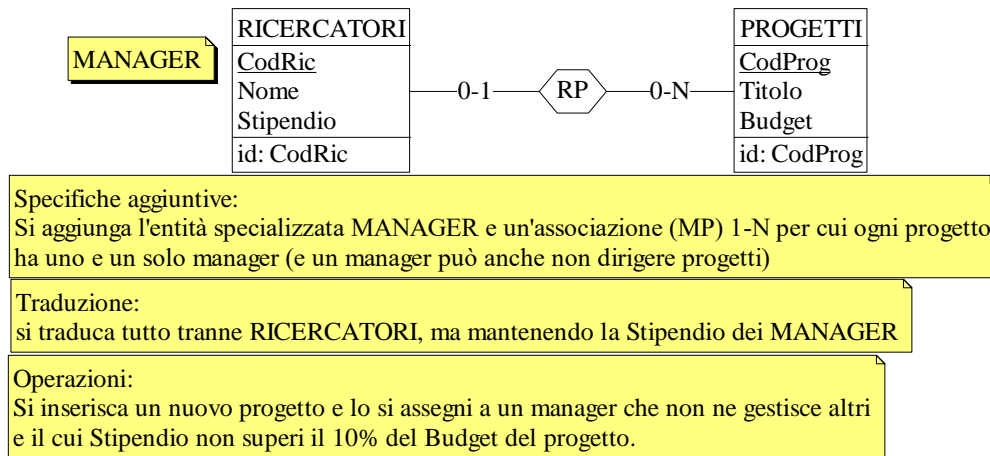 MANAGER
RICERCATORI
CodRic
Nome
Stipendio
id: CodRic
0-1
RP
0-N
PROGETTI
CodProg
Titolo
Budget
id: CodProg
Specifiche aggiuntive:
Si aggiunga l'entità specializzata MANAGER e un'associazione (MP) 1-N per cui ogni progetto
ha uno e un solo manager (e un manager può anche non dirigere progetti)
Traduzione:
si traduca tutto tranne RICERCATORI, ma mantenendo la Stipendio dei MANAGER
Operazioni:
Si inserisca un nuovo progetto e lo si assegni a un manager che non ne gestisce altri
e il cui Stipendio non superi il 10% del Budget del progetto.